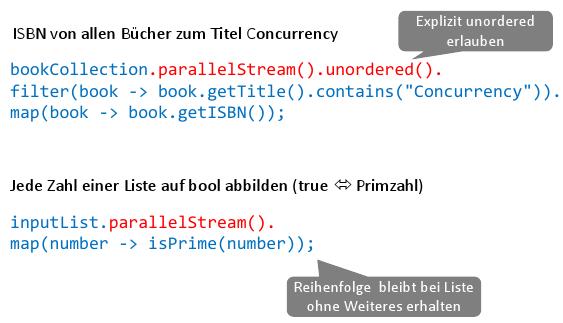 Explizit unordered
erlauben
ISBN von allen Bücher zum Titel Concurrency
bookCollection.parallelStream().unordered().
filter(book -> book.getTitle().contains("Concurrency")).
map(book -> book.getISBN());
Jede Zahl einer Liste auf bool abbilden (true ⇔ Primzahl)
inputList.parallelStream().
map(number -> isPrime(number));
Reihenfolge bleibt bei Liste
ohne Weiteres erhalten